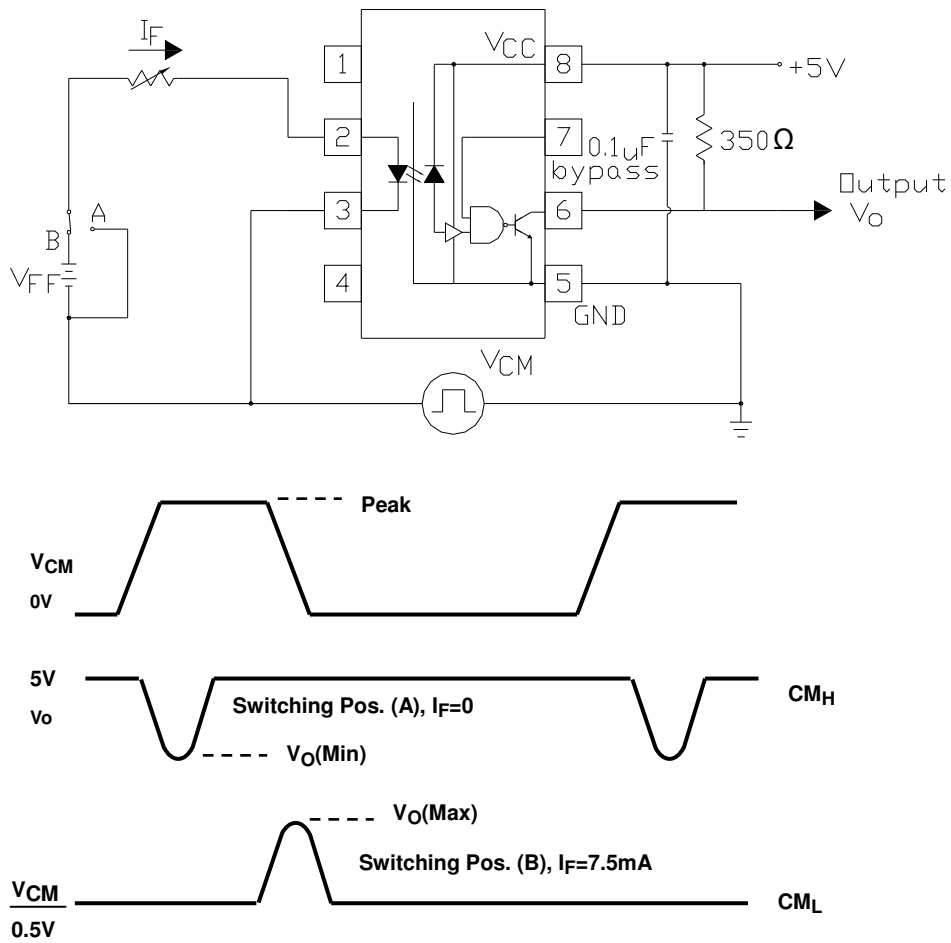 IF
1
VCC
8
+5V
2
7
0.1uF
bypass
350Ω
A
3
6
Output
VO
B
VFF
4
5
GND
VCM
Peak
VCM
0V
5V
Vo
Switching Pos. (A), IF=0
CMH
VO(Min)
VO(Max)
Switching Pos. (B), IF=7.5mA
VCM
0.5V
CML